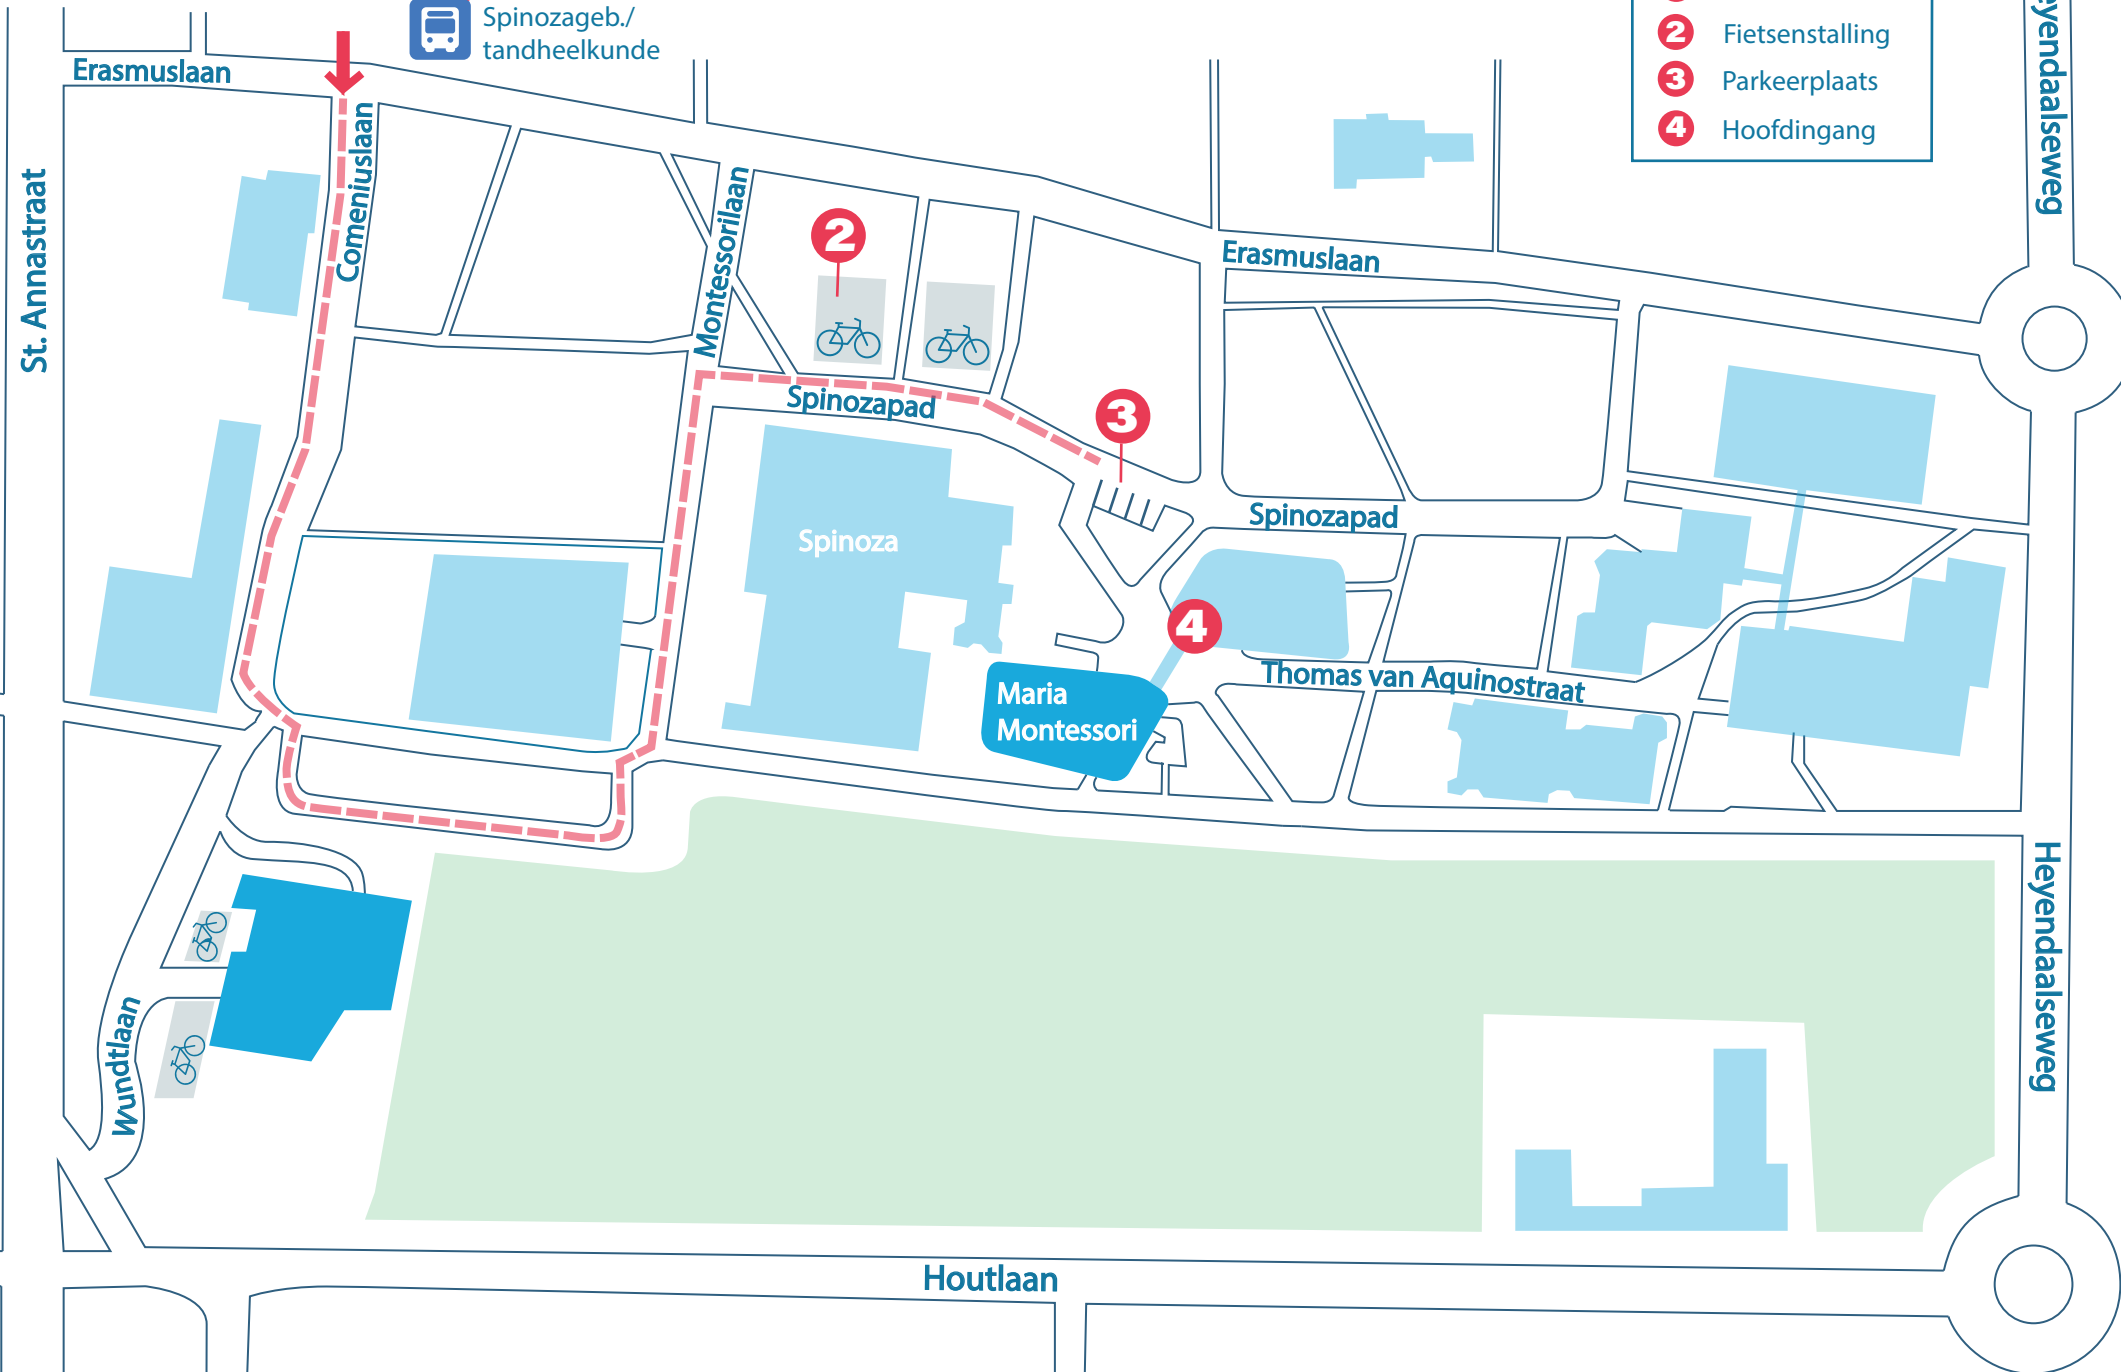 Spinozageb./
tandheelkunde
2 Fietsenstalling
3 Parkeerplaats
4 Hoofdingang
Erasmuslaan
Comeniuslaan
St. Annastraat
Montessorilaan
2
Erasmuslaan
Heyendaalseweg
Spinozapad
3
Spinoza
Spinozapad
4
Maria
Montessori
Thomas van Aquinostraat
Heyendaalseweg
Wundtlaan
Houtlaan